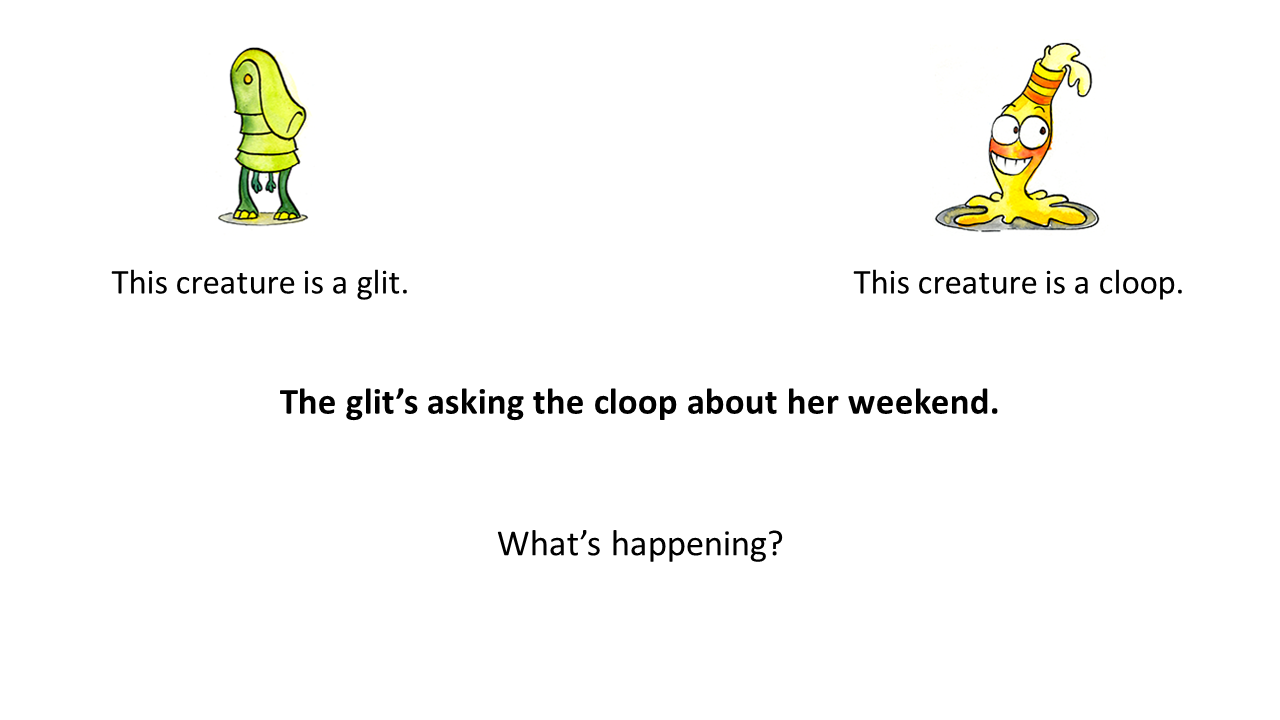 This creature is a glit.
This creature is a cloop.
The glit’s asking the cloop about her weekend.
What’s happening?